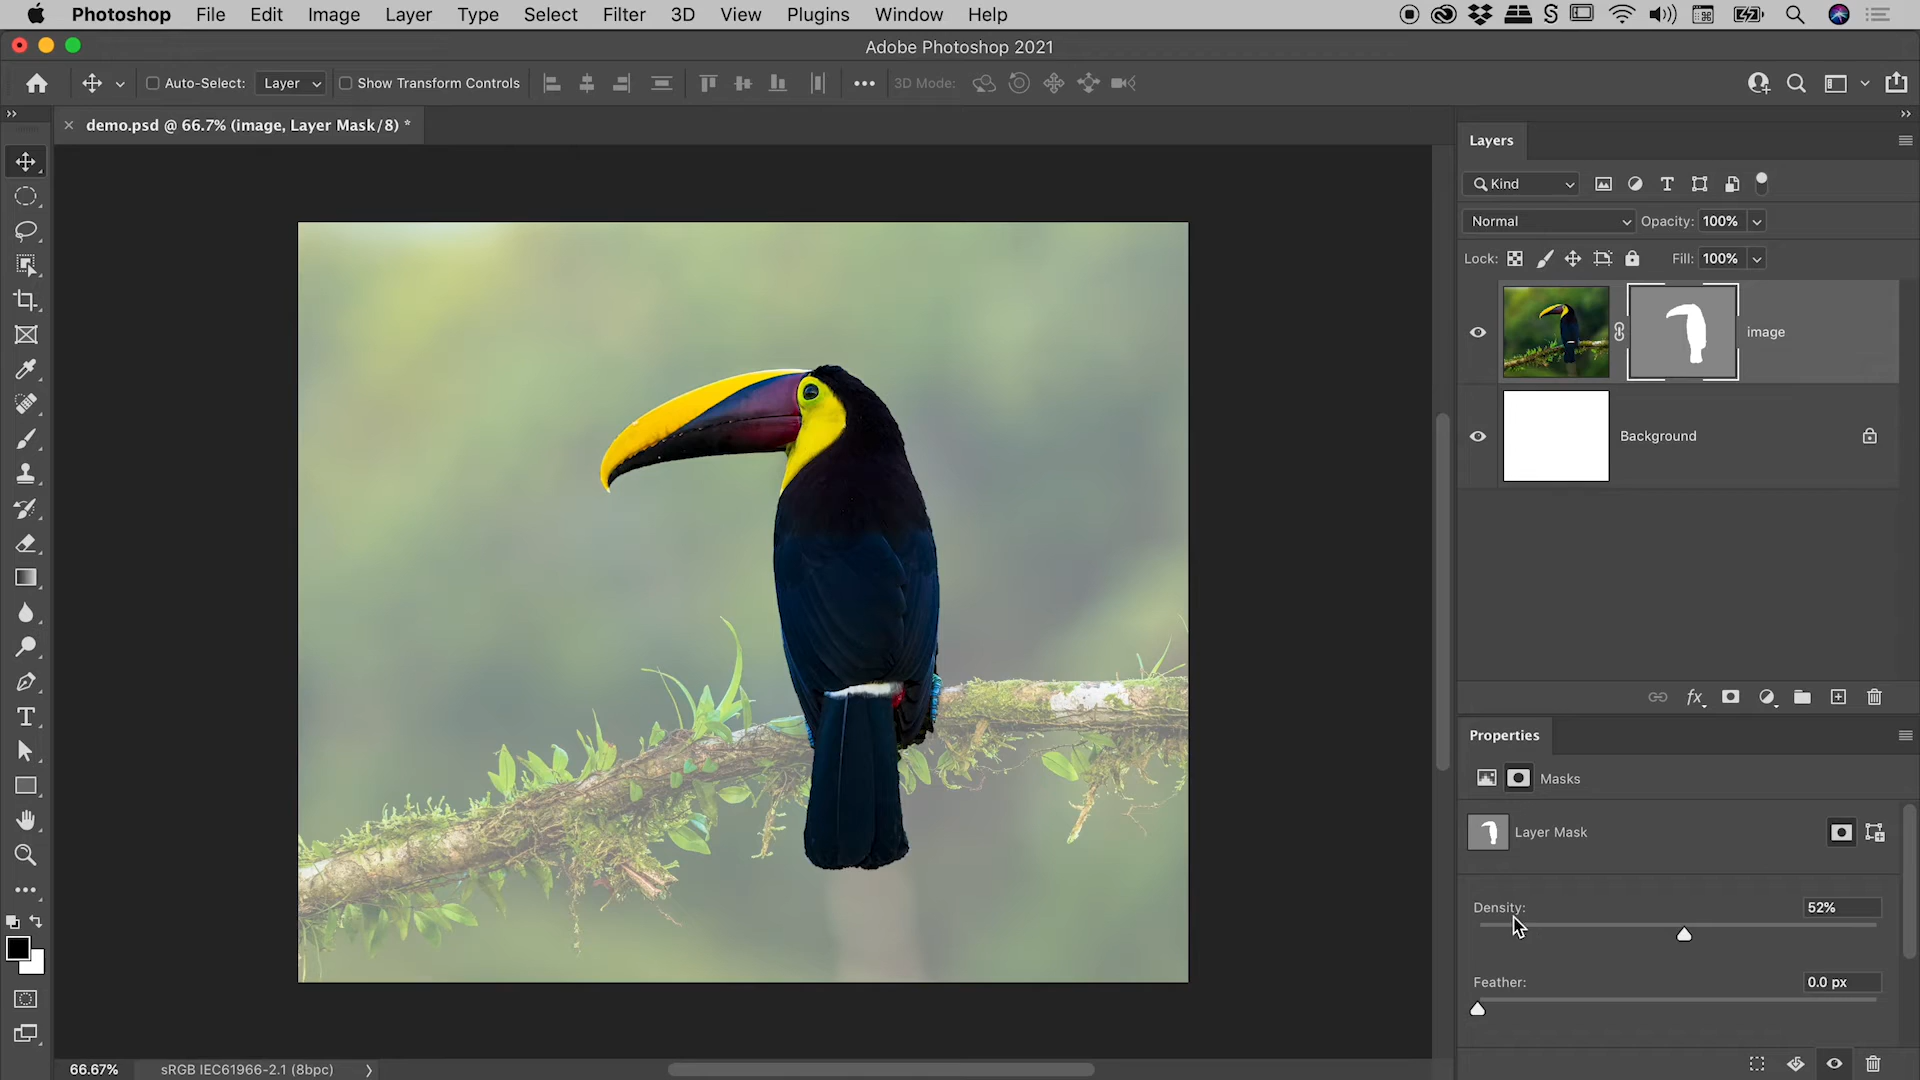 Photoshop File Edit Image Layer Type Select Filter 3D View Plugins Window Help
Adobe Photoshop 2021
Auto-Select: Layer Show Transform Controls 3D Mode:
demo.psd @ 66.7% (image, Layer Mask/8) *
Layers
Kind
Normal Opacity: 100%
Lock: Fill: 100%
image
Background
fx
Properties
Masks
Layer Mask
Density: 52%
Feather: 0.0 px
66.67% sRGB IEC61966-2.1 (8bpc)